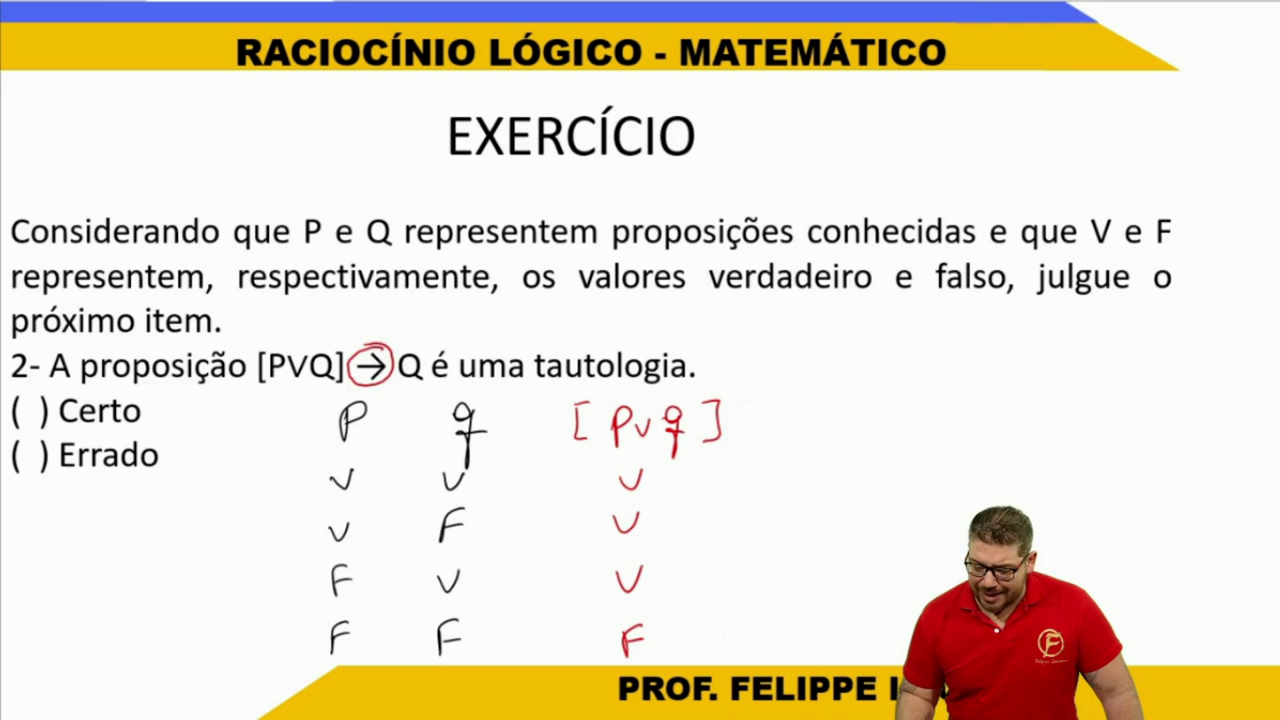 RACIOCÍNIO LÓGICO - MATEMÁTICO
EXERCÍCIO
Considerando que P e Q representem proposições conhecidas e que V e F
representem, respectivamente, os valores verdadeiro e falso, julgue o
próximo item.
2- A proposição [PVQ]→Q é uma tautologia.
( ) Certo
( ) Errado
P q [ p v q ]
V V V
V F V
F V V
F F F
PROF. FELIPPE